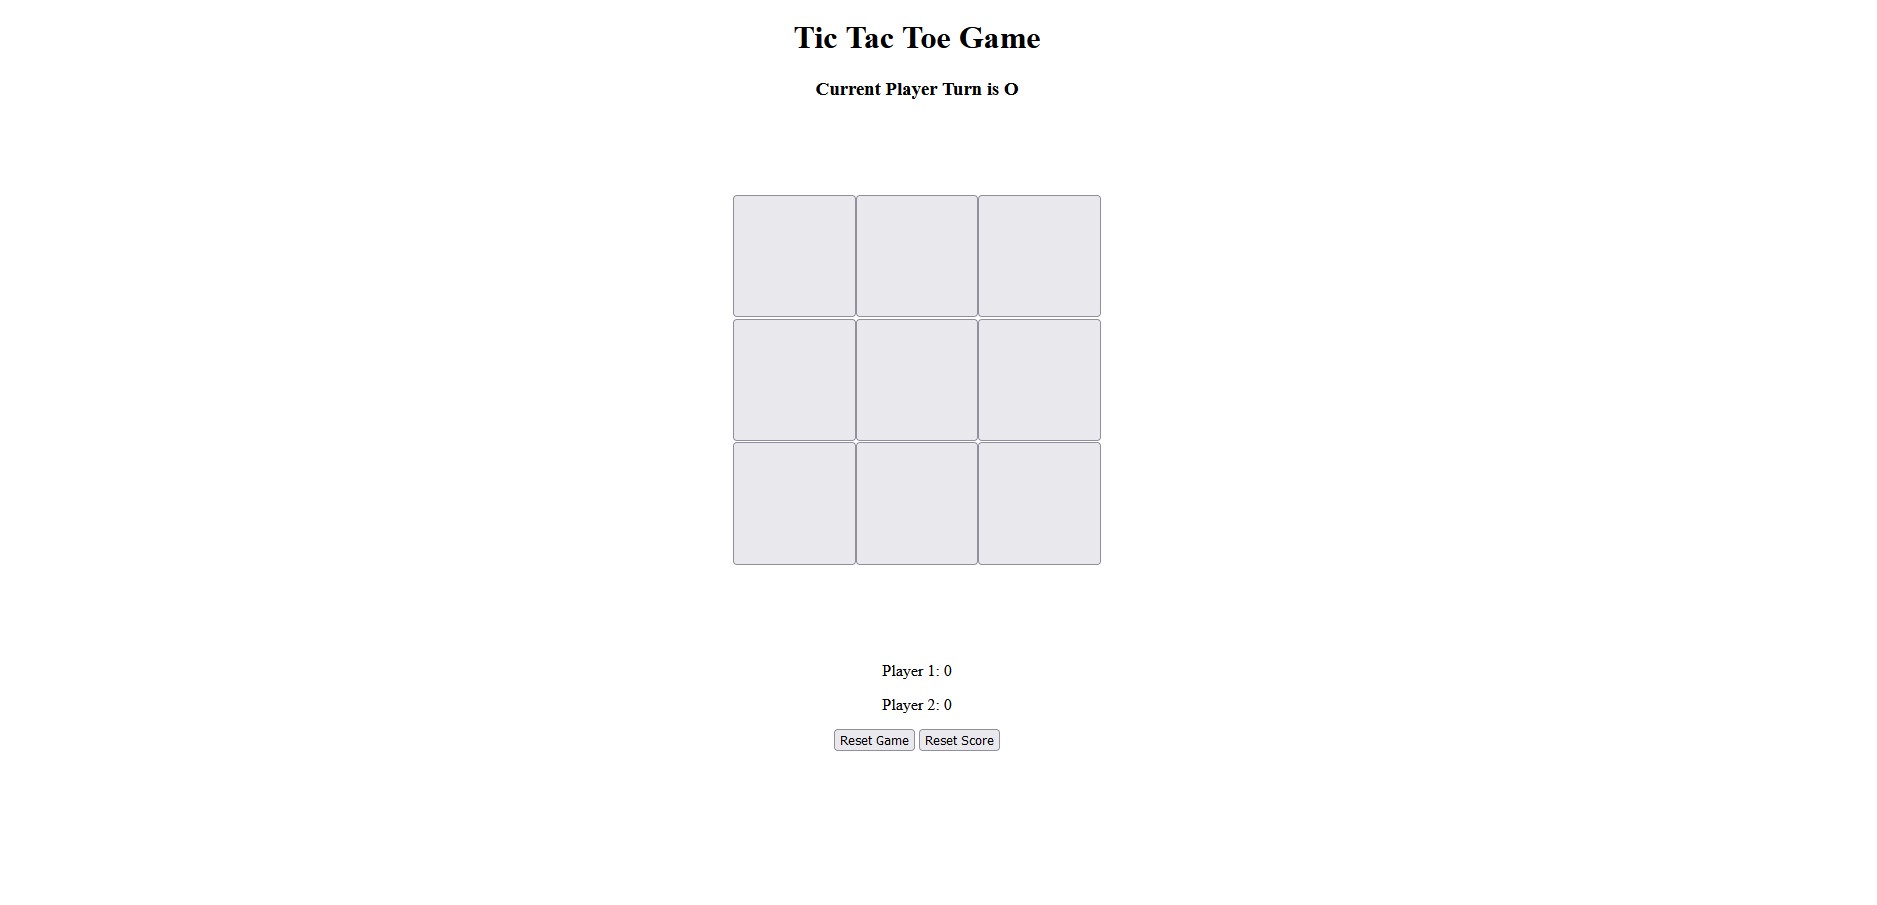 Tic Tac Toe Game
Current Player Turn is O
Player 1: 0
Player 2: 0
Reset Game Reset Score